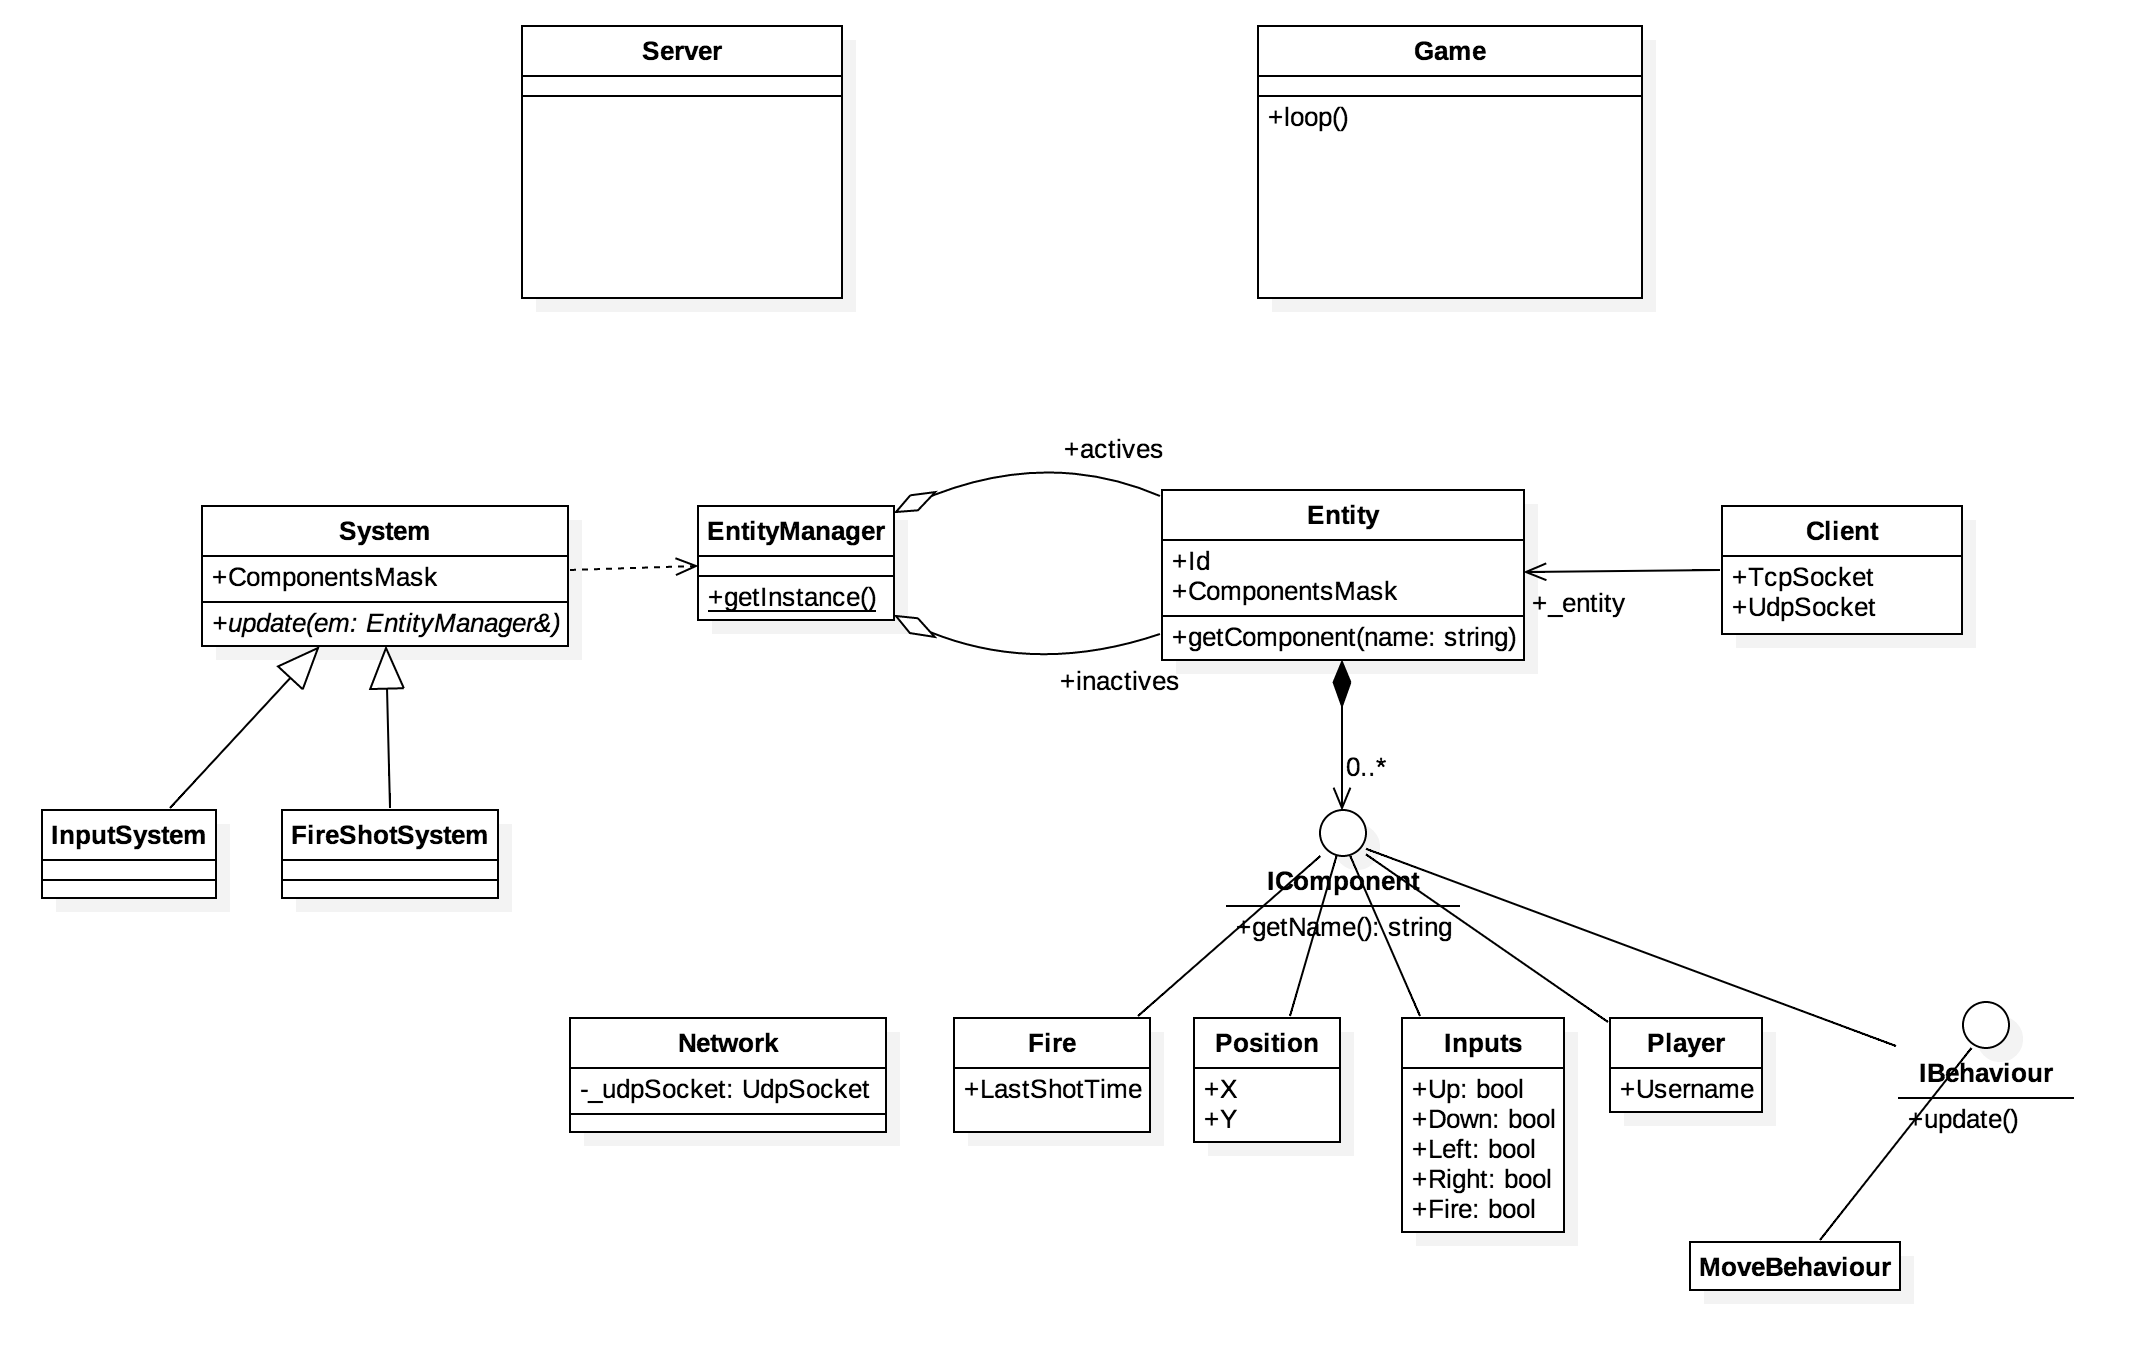 Server
Game
+loop()
+actives
System
+ComponentsMask
+update(em: EntityManager&)
EntityManager
+getInstance()
Entity
+Id
+ComponentsMask
+getComponent(name: string)
Client
+TcpSocket
+UdpSocket
+_entity
+inactives
0..*
InputSystem
FireShotSystem
IComponent
+getName(): string
Network
-_udpSocket: UdpSocket
Fire
+LastShotTime
Position
+X
+Y
Inputs
+Up: bool
+Down: bool
+Left: bool
+Right: bool
+Fire: bool
Player
+Username
IBehaviour
+update()
MoveBehaviour